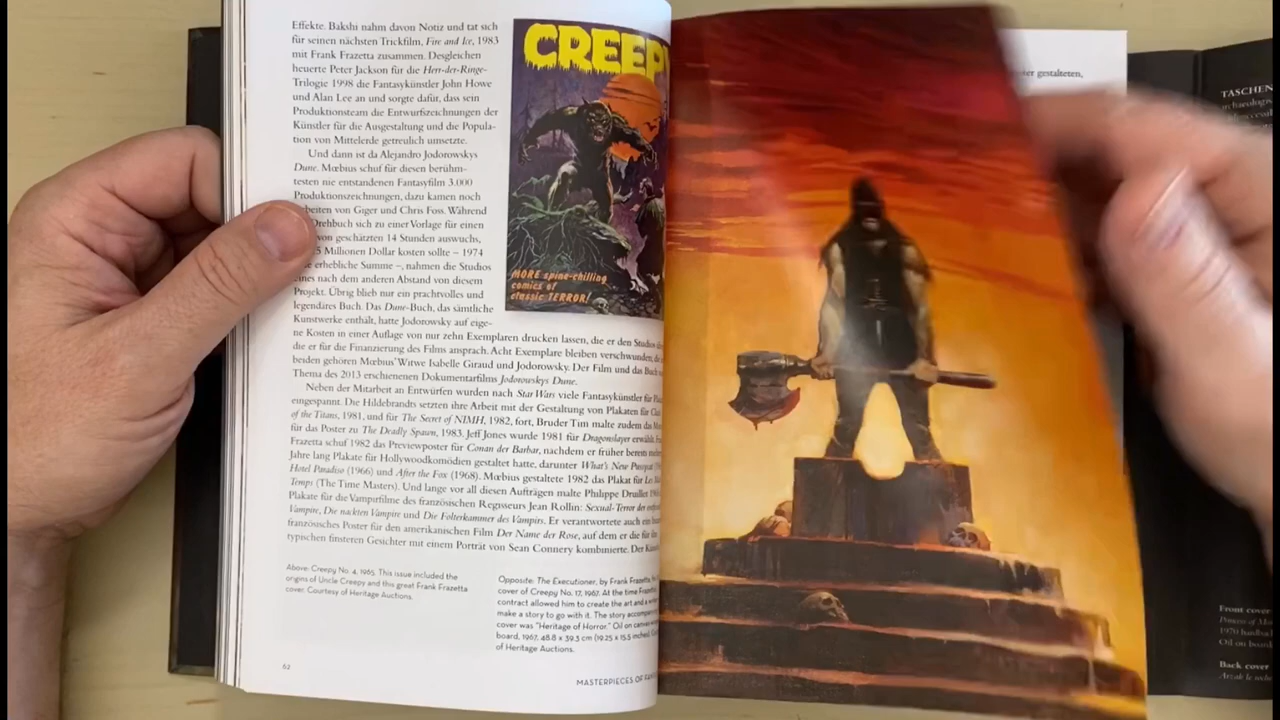 Effekte. Bakshi nahm davon Notiz und tat sich
für seinen nächsten Trickfilm, Fire and Ice, 1983
mit Frank Frazetta zusammen. Desgleichen
heuerte Peter Jackson für die Herr-der-Ringe-
Trilogie 1998 die Fantasykünstler John Howe
und Alan Lee an und sorgte dafür, dass sein
Produktionsteam die Entwurfszeichnungen der
Künstler für die Ausgestaltung und die Popula-
tion von Mittelerde getreulich umsetzte.
Und dann ist da Alejandro Jodorowskys
Dune. Mœbius schuf für diesen berühm-
testen nie entstandenen Fantasyfilm 3.000
Produktionszeichnungen, dazu kamen noch
von Giger und Chris Foss. Während
Drehbuch sich zu einer Vorlage für einen
von geschätzten 14 Stunden auswuchs,
5 Millionen Dollar kosten sollte – 1974
erhebliche Summe –, nahmen die Studios
eines nach dem anderen Abstand von diesem
Projekt. Übrig blieb nur ein prachtvolles und
legendäres Buch. Das Dune-Buch, das sämtliche
Kunstwerke enthält, hatte Jodorowsky auf eige-
ne Kosten in einer Auflage von nur zehn Exemplaren drucken lassen, die er den Studios
die er für die Finanzierung des Films ansprach. Acht Exemplare bleiben verschwunden,
beiden gehören Mœbius' Witwe Isabelle Giraud und Jodorowsky. Der Film und das Buch
Thema des 2013 erschienenen Dokumentarfilms Jodorowskys Dune.
Neben der Mitarbeit an Entwürfen wurden nach Star Wars viele Fantasykünstler für
eingespannt. Die Hildebrandts setzten ihre Arbeit mit der Gestaltung von Plakaten für
of the Titans, 1981, und für The Secret of NIMH, 1982, fort, Bruder Tim malte zudem das
für das Poster zu The Deadly Spawn, 1983. Jeff Jones wurde 1981 für Dragonslayer
Frazetta schuf 1982 das Previewposter für Conan der Barbar, nachdem er früher bereits
Jahre lang Plakate für Hollywoodkomödien gestaltet hatte, darunter What's New
Hotel Paradiso (1966) und After the Fox (1968). Mœbius gestaltete 1982 das Plakat für Les
Temps (The Time Masters). Und lange vor all diesen Aufträgen malte Philippe Druillet
Plakate für die Vampirfilme des französischen Regisseurs Jean Rollin: Sexual-Terror der
Vampire, Die nackten Vampire und Die Folterkammer des Vampirs. Er verantwortete auch ein
französisches Poster für den amerikanischen Film Der Name der Rose, auf dem er die für ihn
typischen finsteren Gesichter mit einem Porträt von Sean Connery kombinierte. Der
Above: Creepy No. 4, 1965. This issue included the
origins of Uncle Creepy and this great Frank Frazetta
cover. Courtesy of Heritage Auctions.
Opposite: The Executioner, by Frank Frazetta,
cover of Creepy No. 17, 1967. At the time
contract allowed him to create the art and a
make a story to go with it. The story
cover was "Heritage of Horror." Oil on canvas
board, 1967, 48.8 x 39.3 cm (19.25 x 15.5
of Heritage Auctions.
62
MASTERPIECES OF
CREEPY
MORE spine-chilling
comics of
classic TERROR!
gestalteten,
TASCHEN
Front cover
Oil on board
Back cover